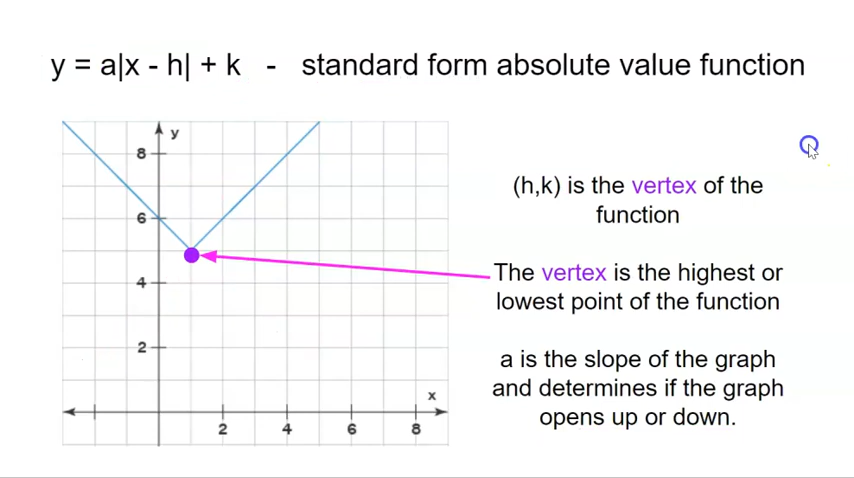 y = a|x - h| + k - standard form absolute value function
y
8
6
4
2
x
2 4 6 8
(h,k) is the vertex of the
function
The vertex is the highest or
lowest point of the function
a is the slope of the graph
and determines if the graph
opens up or down.